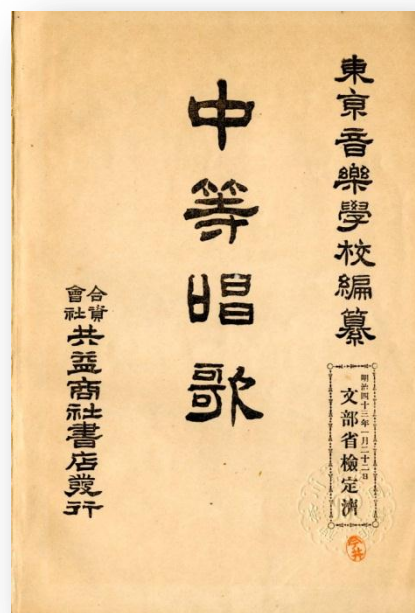 東京音樂學校編纂
明治四十三年一月二十二日
文部省檢定濟
中等唱歌
合資
會社
共益商社書店發行
今井